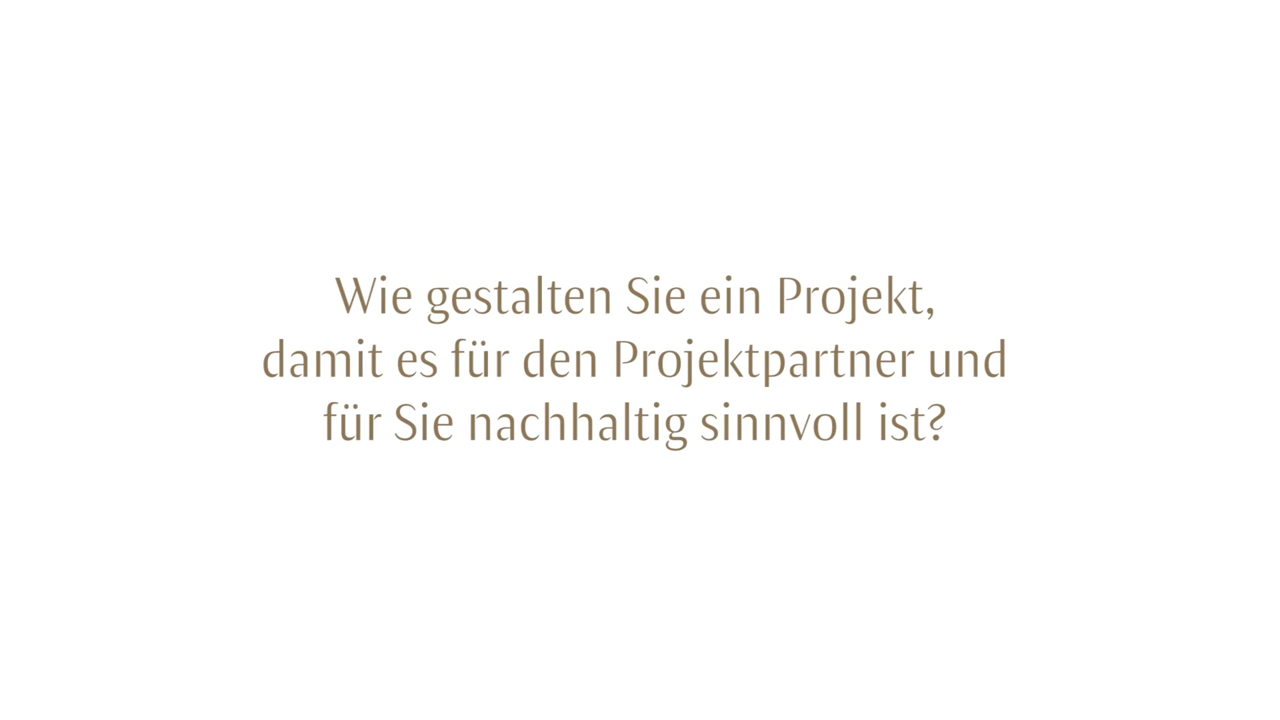 Wie gestalten Sie ein Projekt,
damit es für den Projektpartner und
für Sie nachhaltig sinnvoll ist?